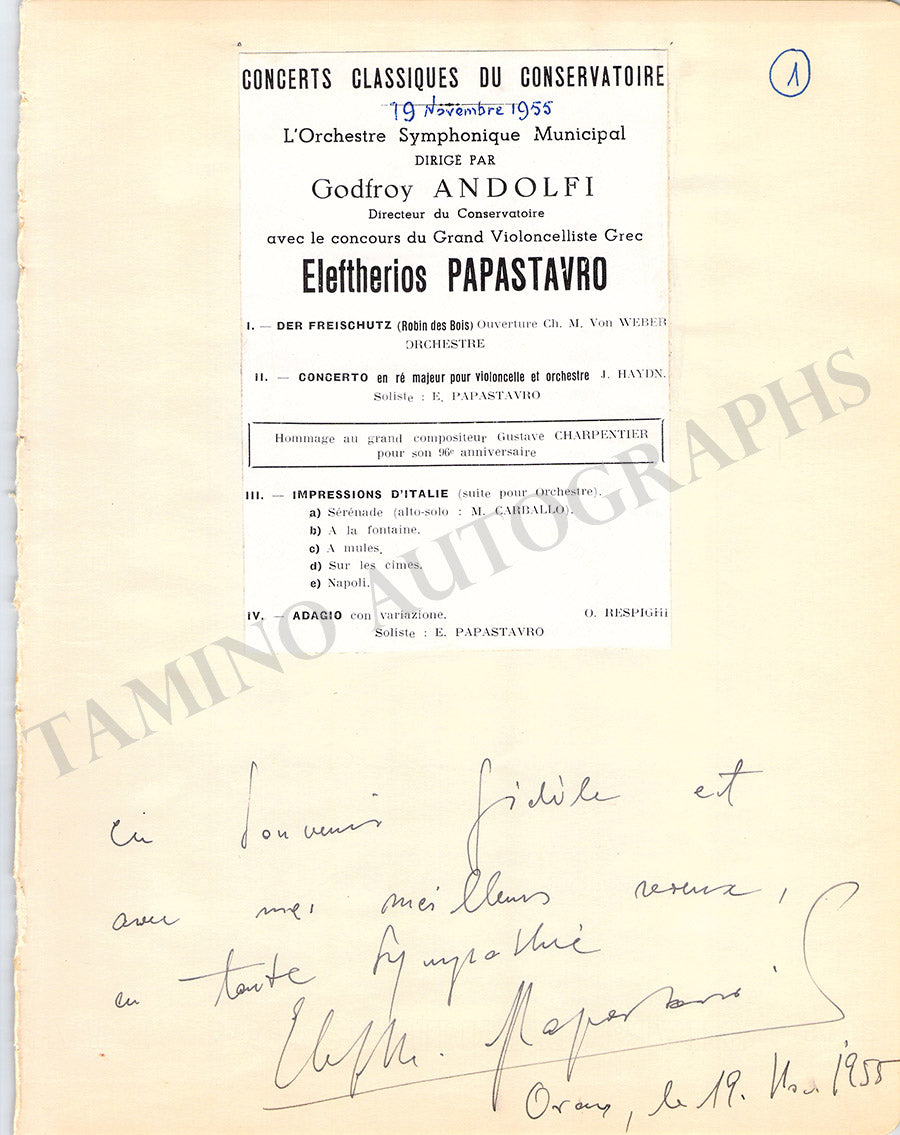 CONCERTS CLASSIQUES DU CONSERVATOIRE
1
19 Novembre 1955
L'Orchestre Symphonique Municipal
DIRIGÉ PAR
Godfroy ANDOLFI
Directeur du Conservatoire
avec le concours du Grand Violoncelliste Grec
Eleftherios PAPASTAVRO
I. — DER FREISCHUTZ (Robin des Bois) Ouverture Ch. M. Von WEBER
ORCHESTRE
II. — CONCERTO en ré majeur pour violoncelle et orchestre J. HAYDN.
Soliste : E. PAPASTAVRO
Hommage au grand compositeur Gustave CHARPENTIER
pour son 96e anniversaire
III. — IMPRESSIONS D'ITALIE (suite pour Orchestre).
a) Sérénade (alto-solo : M. CARBALLO).
b) A la fontaine.
c) A mules.
d) Sur les cimes.
e) Napoli.
IV. — ADAGIO con variazione. O. RESPIGHI
Soliste : E. PAPASTAVRO
TAMINO AUTOGRAPHS
en souvenir fidèle et
avec mes meilleurs voeux,
en toute sympathie
Elefth. Papastavro.
Oran, le 19. Nov. 1955